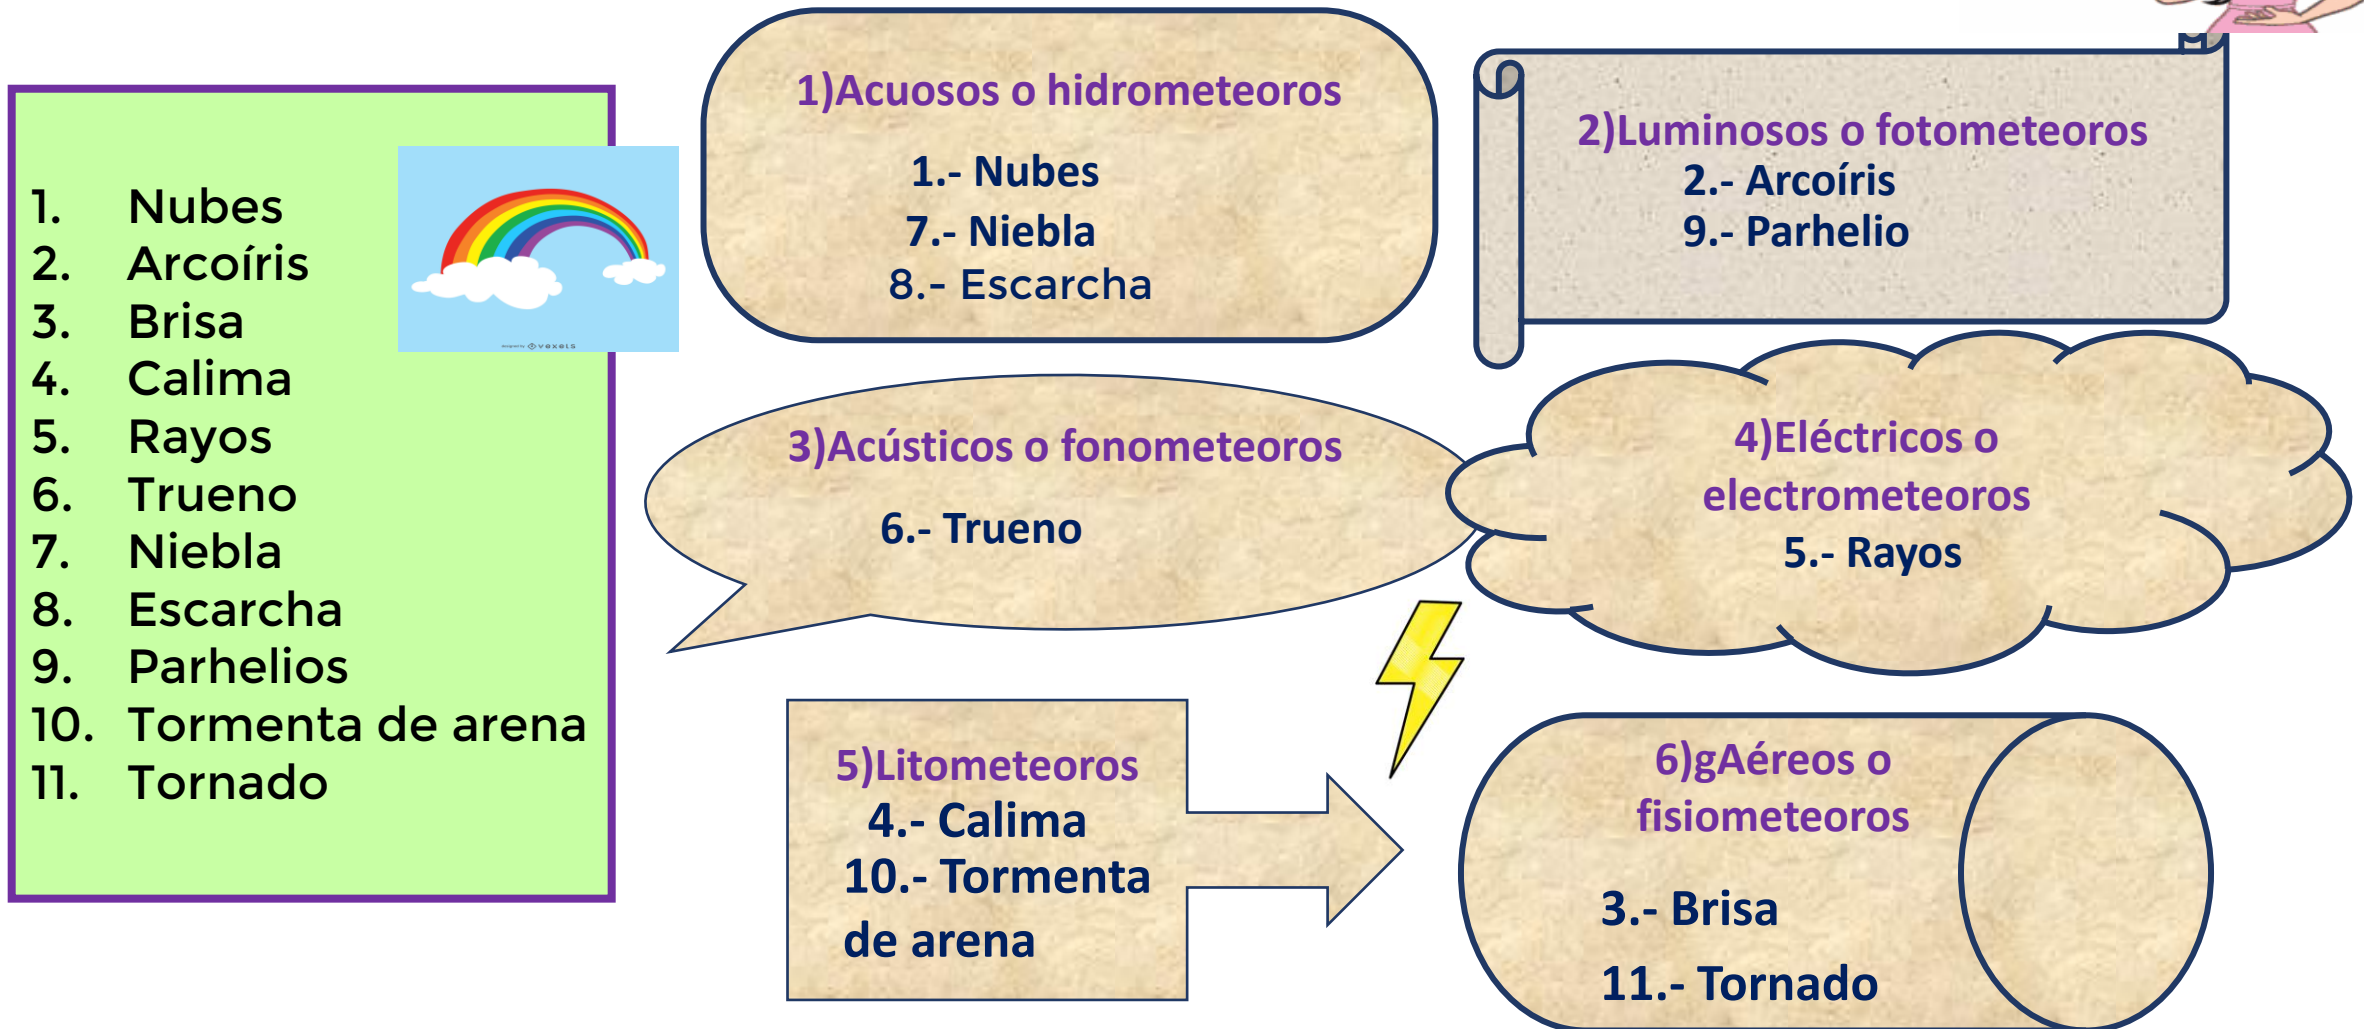 1. Nubes
2. Arcoíris
3. Brisa
4. Calima
5. Rayos
6. Trueno
7. Niebla
8. Escarcha
9. Parhelios
10. Tormenta de arena
11. Tornado
designed by vexels
1)Acuosos o hidrometeoros
1.- Nubes
7.- Niebla
8.- Escarcha
2)Luminosos o fotometeoros
2.- Arcoíris
9.- Parhelio
3)Acústicos o fonometeoros
6.- Trueno
4)Eléctricos o
electrometeoros
5.- Rayos
5)Litometeoros
4.- Calima
10.- Tormenta
de arena
6)gAéreos o
fisiometeoros
3.- Brisa
11.- Tornado